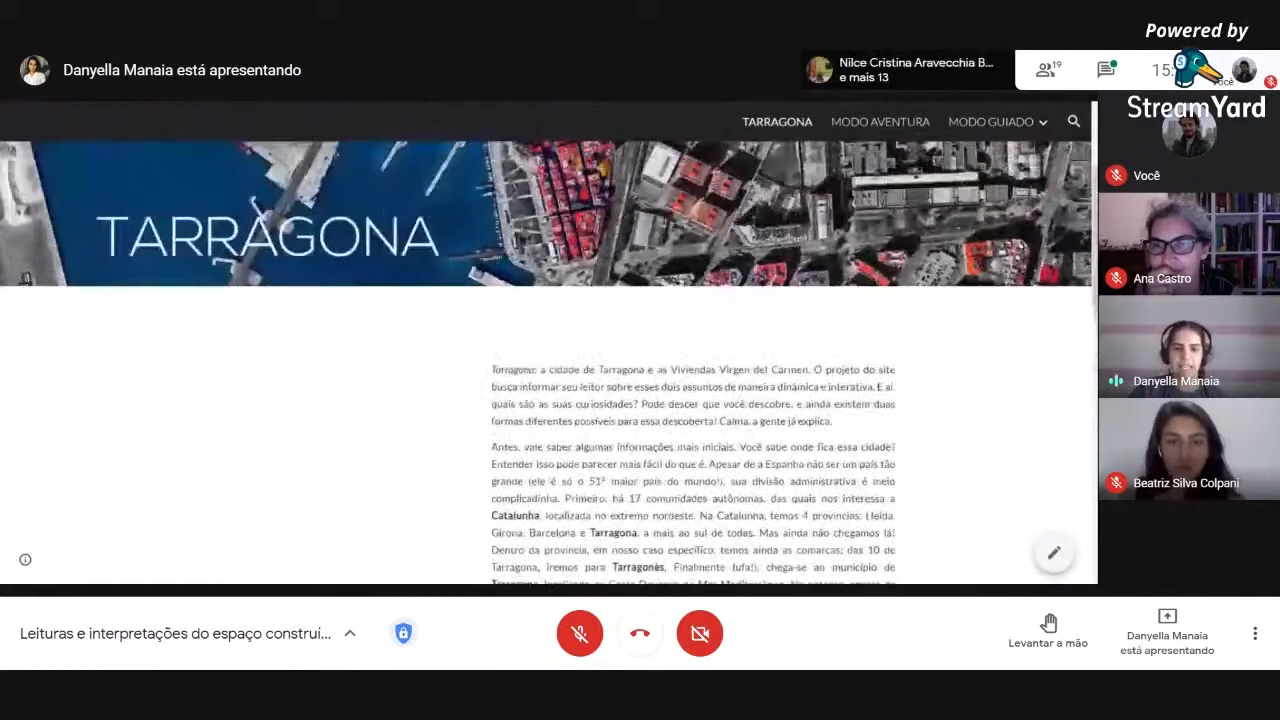 Powered by
StreamYard
Danyella Manaia está apresentando
Nilce Cristina Aravecchia B...
e mais 13
19
15:
você
TARRAGONA
MODO AVENTURA
MODO GUIADO
TARRAGONA
Você
Ana Castro
Danyella Manaia
Beatriz Silva Colpani
Tarragona: a cidade de Tarragona e as Viviendas Virgen del Carmen. O projeto do site
busca informar seu leitor sobre esses dois assuntos de maneira dinâmica e interativa. E aí,
quais são as suas curiosidades? Pode descer que você descobre, e ainda existem duas
formas diferentes possíveis para essa descoberta! Calma, a gente já explica.
Antes, vale saber algumas informações mais iniciais. Você sabe onde fica essa cidade?
Entender isso pode parecer mais fácil do que é. Apesar de a Espanha não ser um país tão
grande (ele é só o 51º maior país do mundo!), sua divisão administrativa é meio
complicadinha. Primeiro, há 17 comunidades autônomas, das quais nos interessa a
Catalunha, localizada no extremo nordeste. Na Catalunha, temos 4 províncias: Lleida,
Girona, Barcelona e Tarragona, a mais ao sul de todas. Mas ainda não chegamos lá!
Dentro da província, em nosso caso específico, temos ainda as comarcas; das 10 de
Tarragona, iremos para Tarragonès. Finalmente (ufa!), chega-se ao município de
Leituras e interpretações do espaço construí...
Levantar a mão
Danyella Manaia
está apresentando